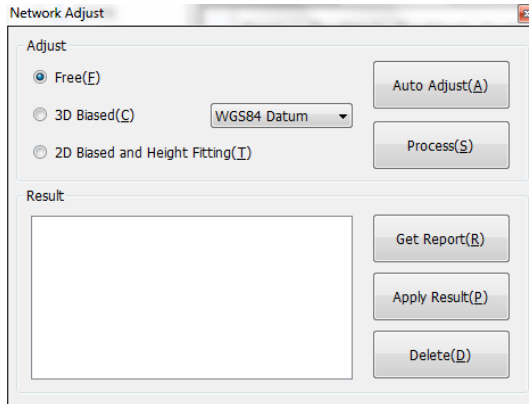 Network Adjust
Adjust
Free(F)
Auto Adjust(A)
3D Biased(C)
WGS84 Datum
Process(S)
2D Biased and Height Fitting(T)
Result
Get Report(R)
Apply Result(P)
Delete(D)